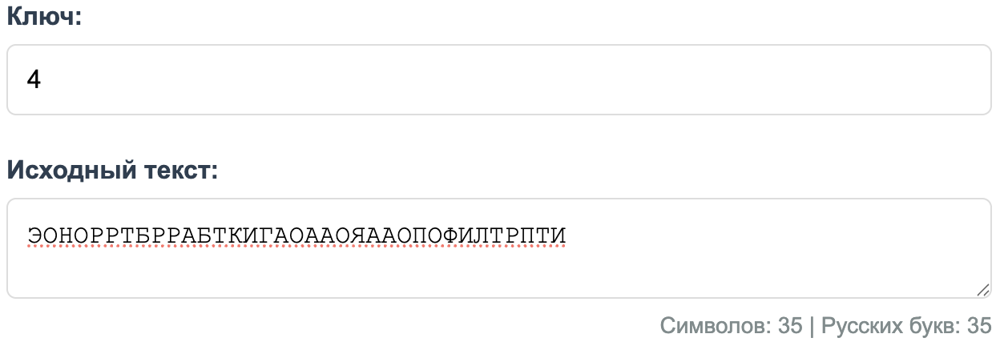 Ключ:
4
Исходный текст:
ЭОНОРРТБРРАБТКИГАОААОЯААОПОФИЛТРПТИ
Символов: 35 | Русских букв: 35